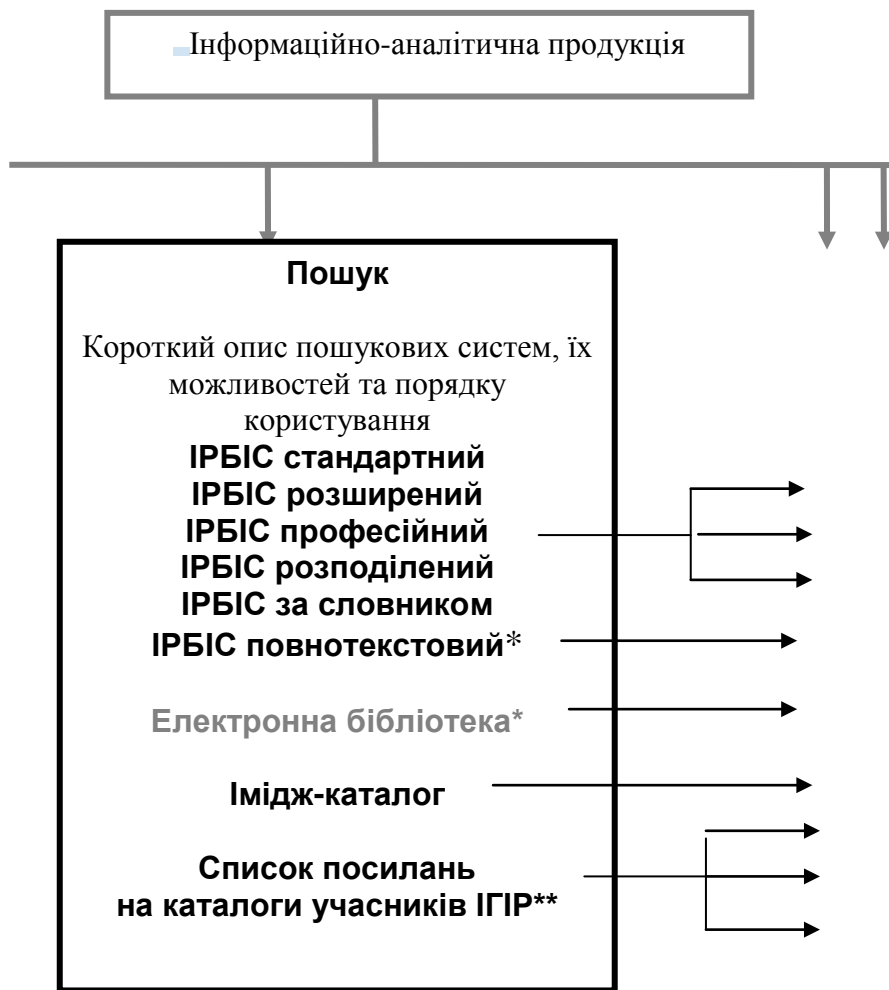 Інформаційно-аналітична продукція
Пошук
Короткий опис пошукових систем, їх
можливостей та порядку
користування
ІРБІС стандартний
ІРБІС розширений
ІРБІС професійний
ІРБІС розподілений
ІРБІС за словником
ІРБІС повнотекстовий*
Електронна бібліотека*
Імідж-каталог
Список посилань
на каталоги учасників ІГІР**